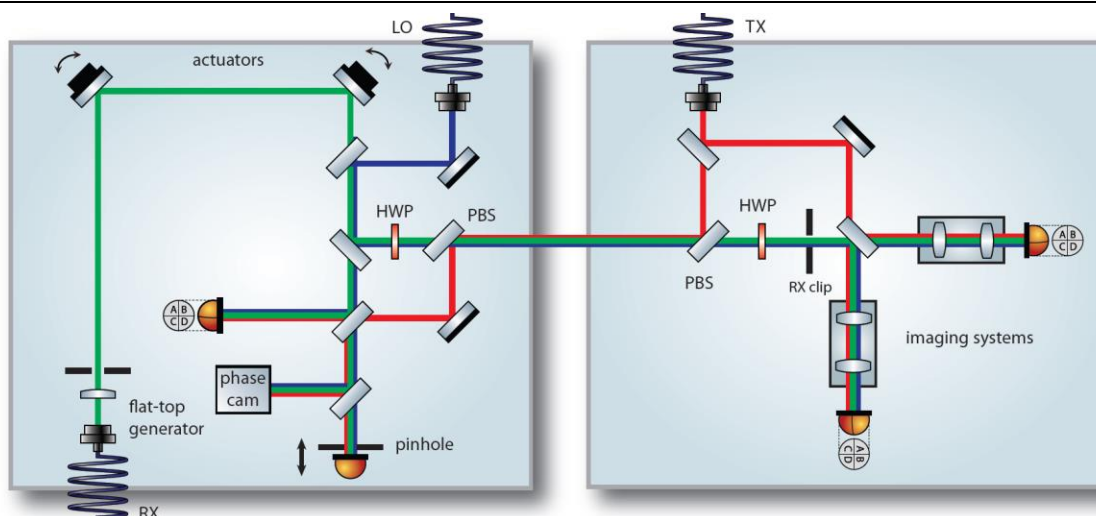 LO
TX
actuators
HWP
PBS
HWP
PBS
RX clip
A B
C D
A B
C D
imaging systems
phase
cam
flat-top
generator
pinhole
A B
C D
RX